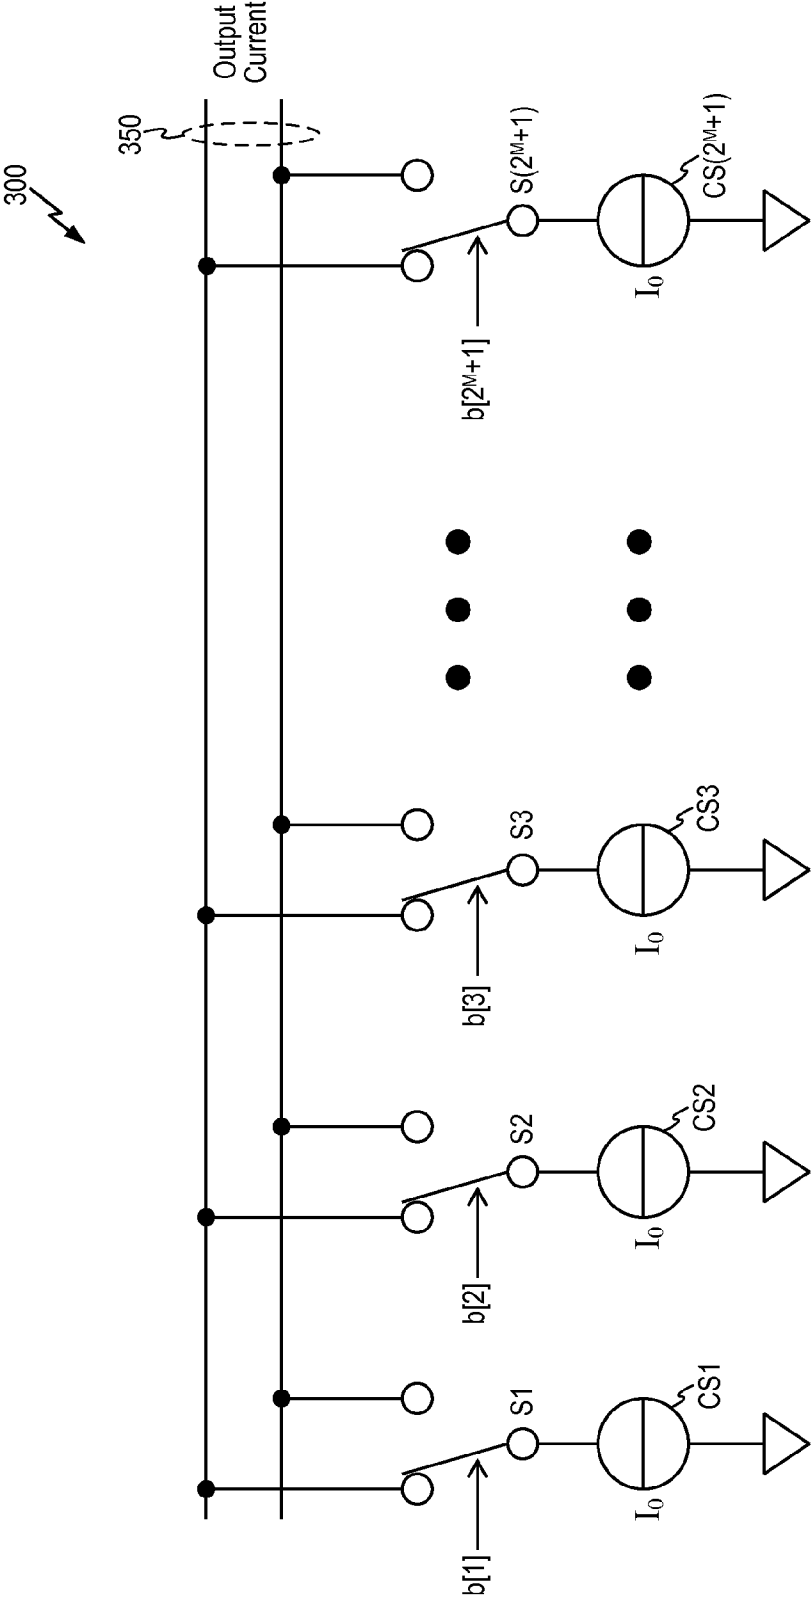 300
350
Output
Current
b[1]
S1
I₀
CS1
b[2]
S2
I₀
CS2
b[3]
S3
I₀
CS3
b[2ᴹ+1]
S(2ᴹ+1)
I₀
CS(2ᴹ+1)